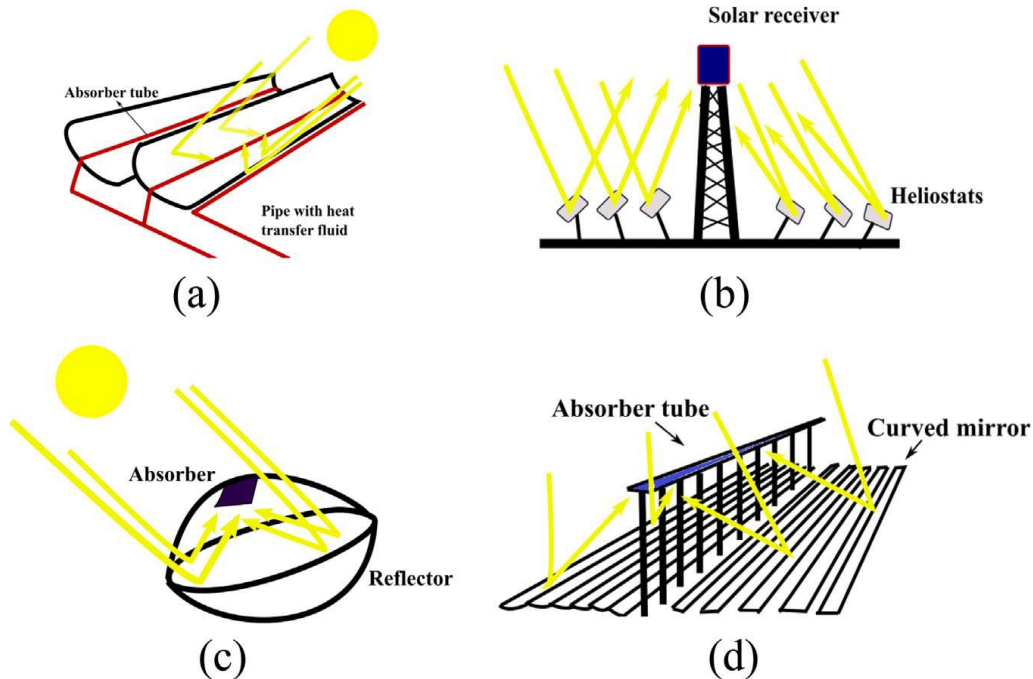 Absorber tube
Pipe with heat
transfer fluid
(a)
Solar receiver
Heliostats
(b)
Absorber
Reflector
(c)
Absorber tube
Curved mirror
(d)